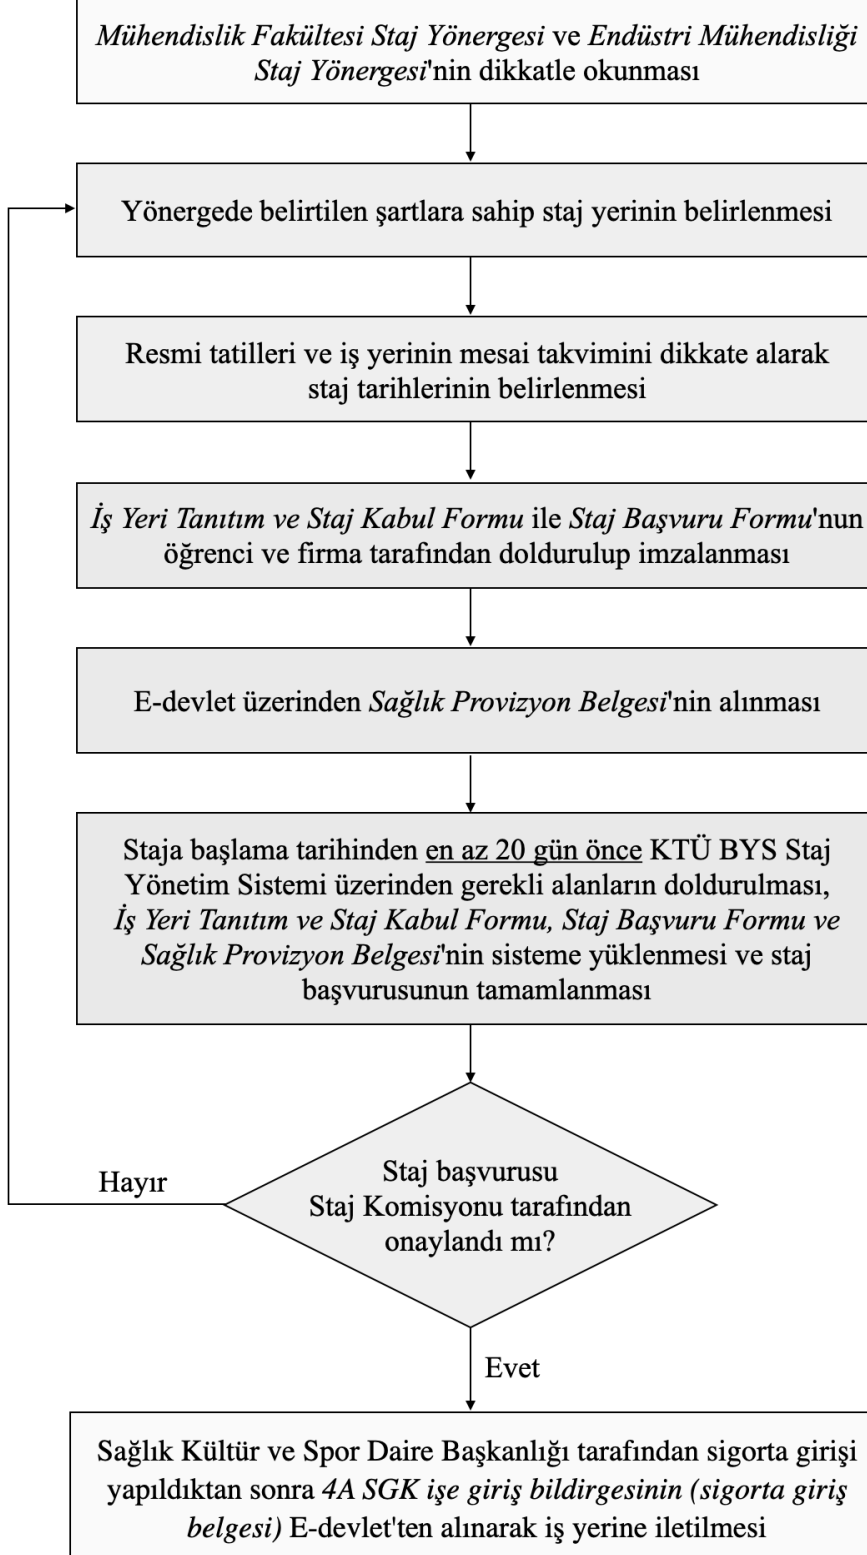 Mühendislik Fakültesi Staj Yönergesi ve Endüstri Mühendisliği
Staj Yönergesi'nin dikkatle okunması
Yönergede belirtilen şartlara sahip staj yerinin belirlenmesi
Resmi tatilleri ve iş yerinin mesai takvimini dikkate alarak
staj tarihlerinin belirlenmesi
İş Yeri Tanıtım ve Staj Kabul Formu ile Staj Başvuru Formu'nun
öğrenci ve firma tarafından doldurulup imzalanması
E-devlet üzerinden Sağlık Provizyon Belgesi'nin alınması
Staja başlama tarihinden en az 20 gün önce KTÜ BYS Staj
Yönetim Sistemi üzerinden gerekli alanların doldurulması,
İş Yeri Tanıtım ve Staj Kabul Formu, Staj Başvuru Formu ve
Sağlık Provizyon Belgesi'nin sisteme yüklenmesi ve staj
başvurusunun tamamlanması
Hayır
Staj başvurusu
Staj Komisyonu tarafından
onaylandı mı?
Evet
Sağlık Kültür ve Spor Daire Başkanlığı tarafından sigorta girişi
yapıldıktan sonra 4A SGK işe giriş bildirgesinin (sigorta giriş
belgesi) E-devlet'ten alınarak iş yerine iletilmesi